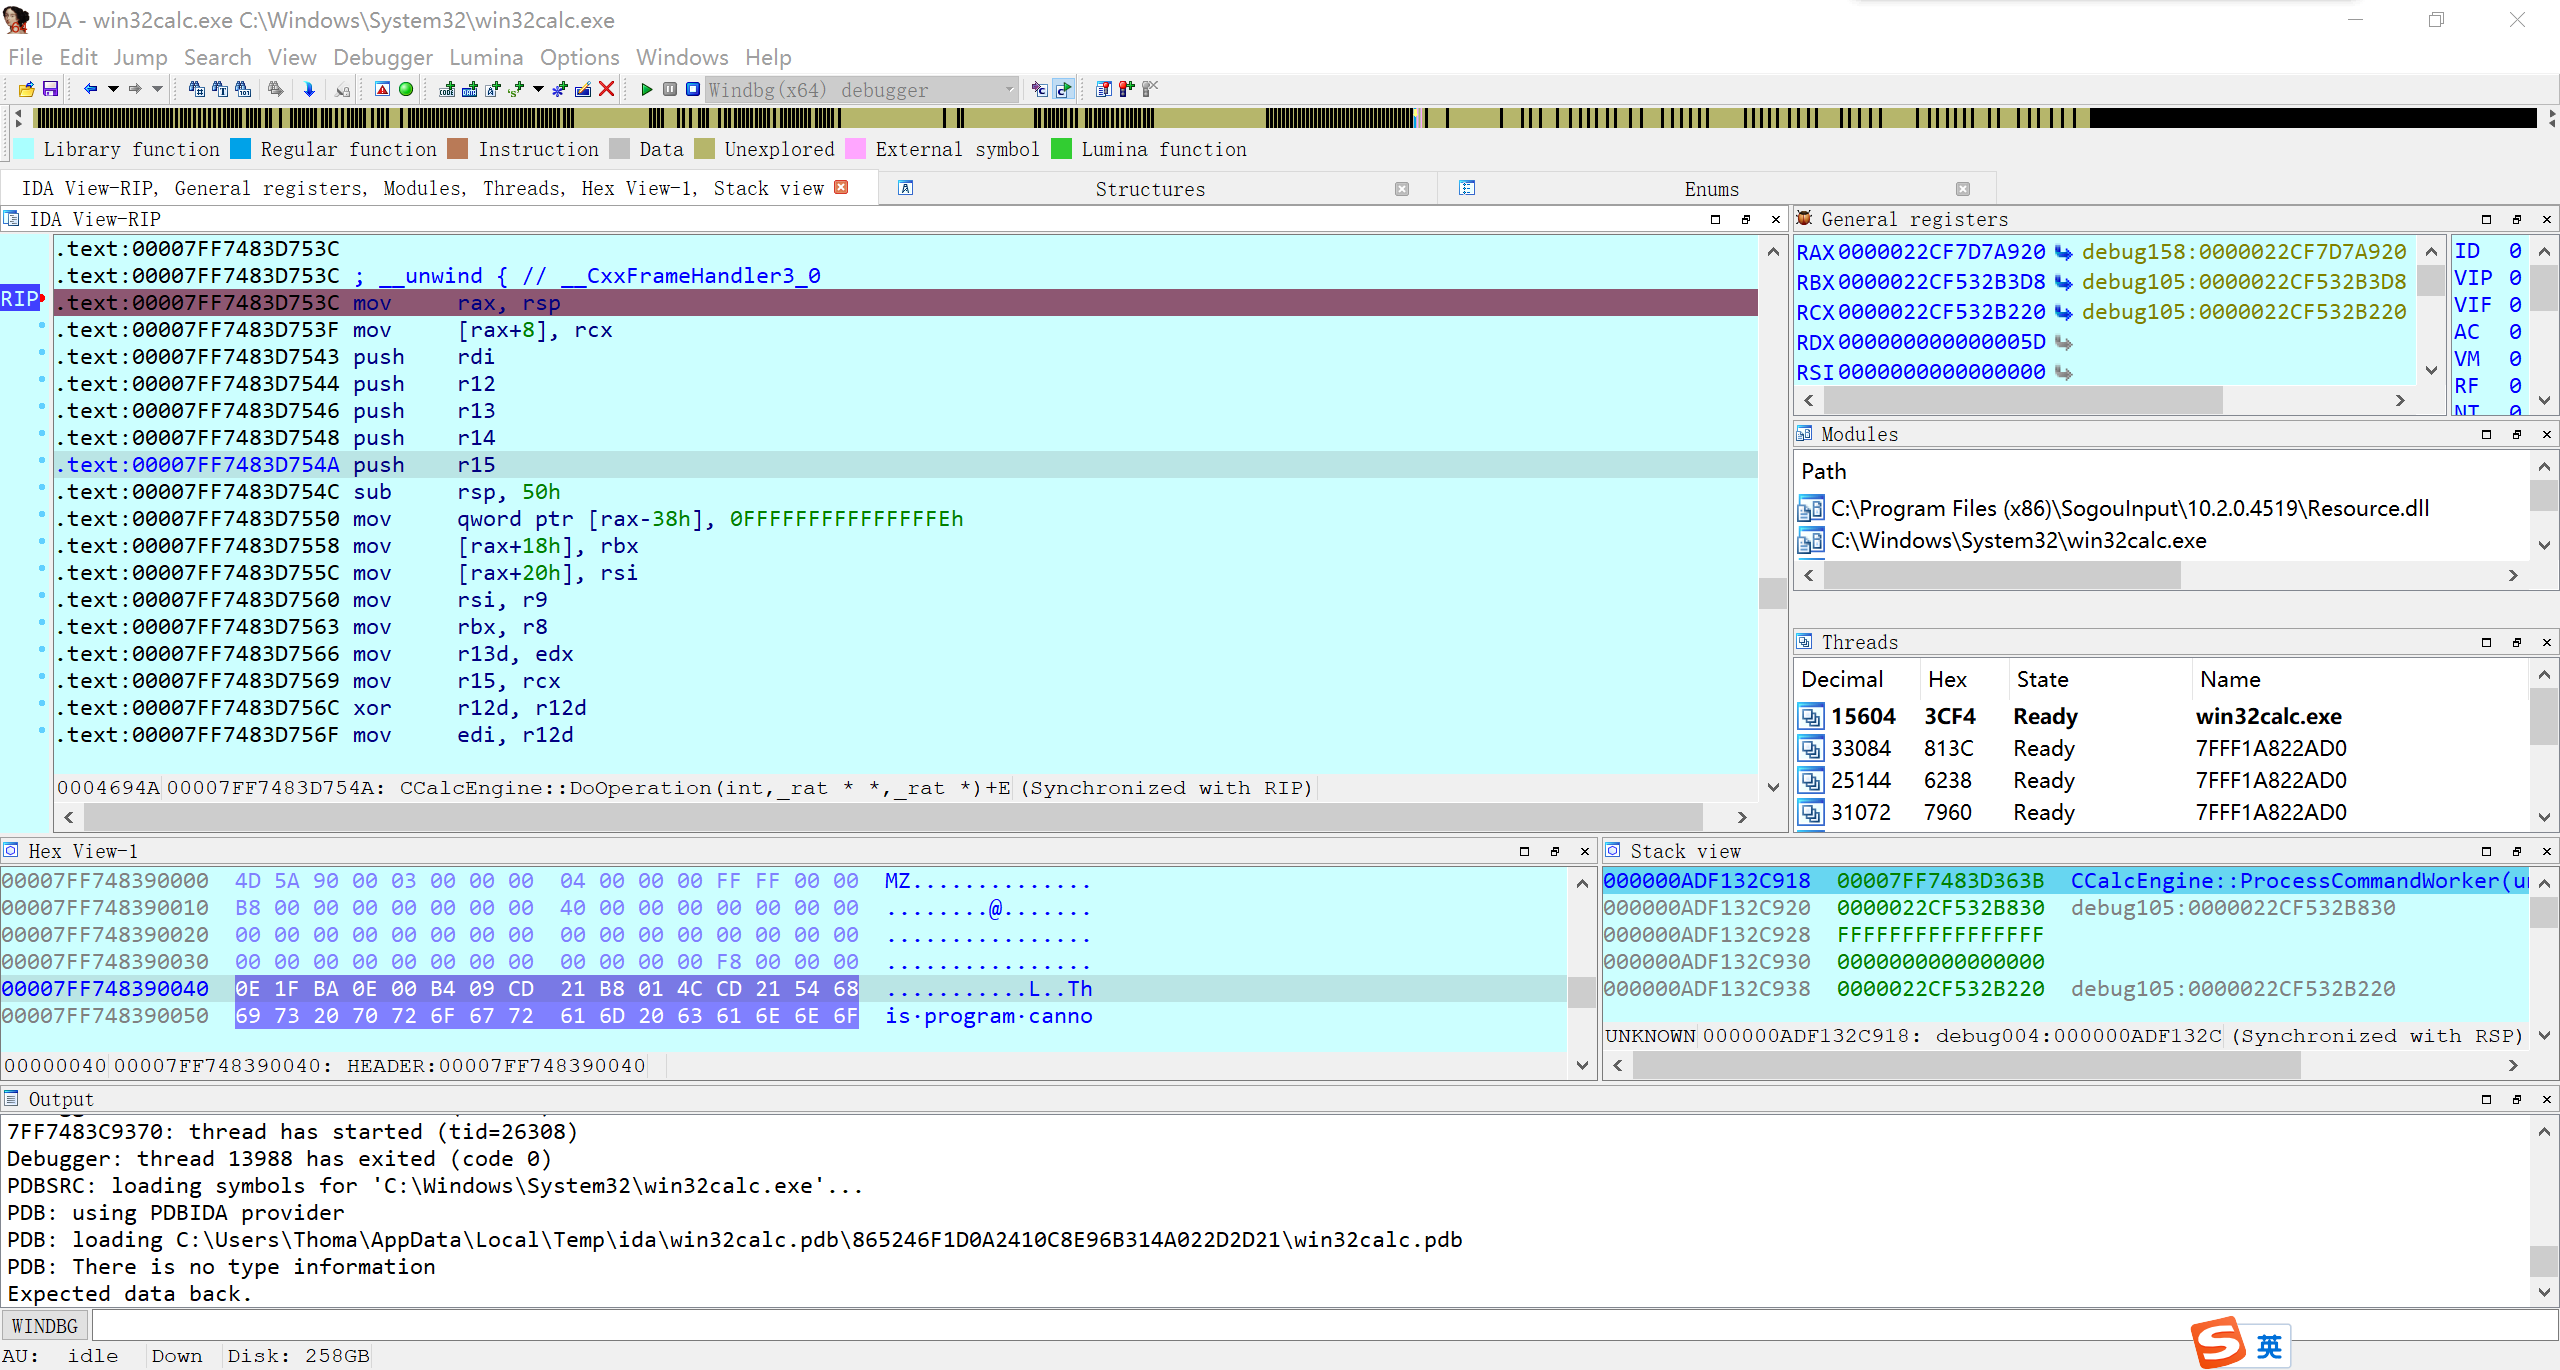 IDA - win32calc.exe C:\Windows\System32\win32calc.exe
File Edit Jump Search View Debugger Lumina Options Windows Help
Windbg(x64) debugger
Library function Regular function Instruction Data Unexplored External symbol Lumina function
IDA View-RIP, General registers, Modules, Threads, Hex View-1, Stack view Structures Enums
IDA View-RIP
.text:00007FF7483D753C
.text:00007FF7483D753C ; __unwind { // __CxxFrameHandler3_0
RIP .text:00007FF7483D753C mov rax, rsp
.text:00007FF7483D753F mov [rax+8], rcx
.text:00007FF7483D7543 push rdi
.text:00007FF7483D7544 push r12
.text:00007FF7483D7546 push r13
.text:00007FF7483D7548 push r14
.text:00007FF7483D754A push r15
.text:00007FF7483D754C sub rsp, 50h
.text:00007FF7483D7550 mov qword ptr [rax-38h], 0FFFFFFFFFFFFFFFEh
.text:00007FF7483D7558 mov [rax+18h], rbx
.text:00007FF7483D755C mov [rax+20h], rsi
.text:00007FF7483D7560 mov rsi, r9
.text:00007FF7483D7563 mov rbx, r8
.text:00007FF7483D7566 mov r13d, edx
.text:00007FF7483D7569 mov r15, rcx
.text:00007FF7483D756C xor r12d, r12d
.text:00007FF7483D756F mov edi, r12d
0004694A 00007FF7483D754A: CCalcEngine::DoOperation(int,_rat * *,_rat *)+E (Synchronized with RIP)
General registers
RAX 0000022CF7D7A920 debug158:0000022CF7D7A920
RBX 0000022CF532B3D8 debug105:0000022CF532B3D8
RCX 0000022CF532B220 debug105:0000022CF532B220
RDX 000000000000005D
RSI 0000000000000000
ID 0
VIP 0
VIF 0
AC 0
VM 0
RF 0
NT 0
Modules
Path
C:\Program Files (x86)\SogouInput\10.2.0.4519\Resource.dll
C:\Windows\System32\win32calc.exe
Threads
Decimal Hex State Name
15604 3CF4 Ready win32calc.exe
33084 813C Ready 7FFF1A822AD0
25144 6238 Ready 7FFF1A822AD0
31072 7960 Ready 7FFF1A822AD0
Hex View-1
00007FF748390000 4D 5A 90 00 03 00 00 00 04 00 00 00 FF FF 00 00 MZ..............
00007FF748390010 B8 00 00 00 00 00 00 00 40 00 00 00 00 00 00 00 ........@.......
00007FF748390020 00 00 00 00 00 00 00 00 00 00 00 00 00 00 00 00 ................
00007FF748390030 00 00 00 00 00 00 00 00 00 00 00 00 F8 00 00 00 ................
00007FF748390040 0E 1F BA 0E 00 B4 09 CD 21 B8 01 4C CD 21 54 68 ...........L..Th
00007FF748390050 69 73 20 70 72 6F 67 72 61 6D 20 63 61 6E 6E 6F is·program·canno
00000040 00007FF748390040: HEADER:00007FF748390040
Stack view
000000ADF132C918 00007FF7483D363B CCalcEngine::ProcessCommandWorker(u
000000ADF132C920 0000022CF532B830 debug105:0000022CF532B830
000000ADF132C928 FFFFFFFFFFFFFFFF
000000ADF132C930 0000000000000000
000000ADF132C938 0000022CF532B220 debug105:0000022CF532B220
UNKNOWN 000000ADF132C918: debug004:000000ADF132C (Synchronized with RSP)
Output
7FF7483C9370: thread has started (tid=26308)
Debugger: thread 13988 has exited (code 0)
PDBSRC: loading symbols for 'C:\Windows\System32\win32calc.exe'...
PDB: using PDBIDA provider
PDB: loading C:\Users\Thoma\AppData\Local\Temp\ida\win32calc.pdb\865246F1D0A2410C8E96B314A022D2D21\win32calc.pdb
PDB: There is no type information
Expected data back.
WINDBG
AU: idle Down Disk: 258GB
英